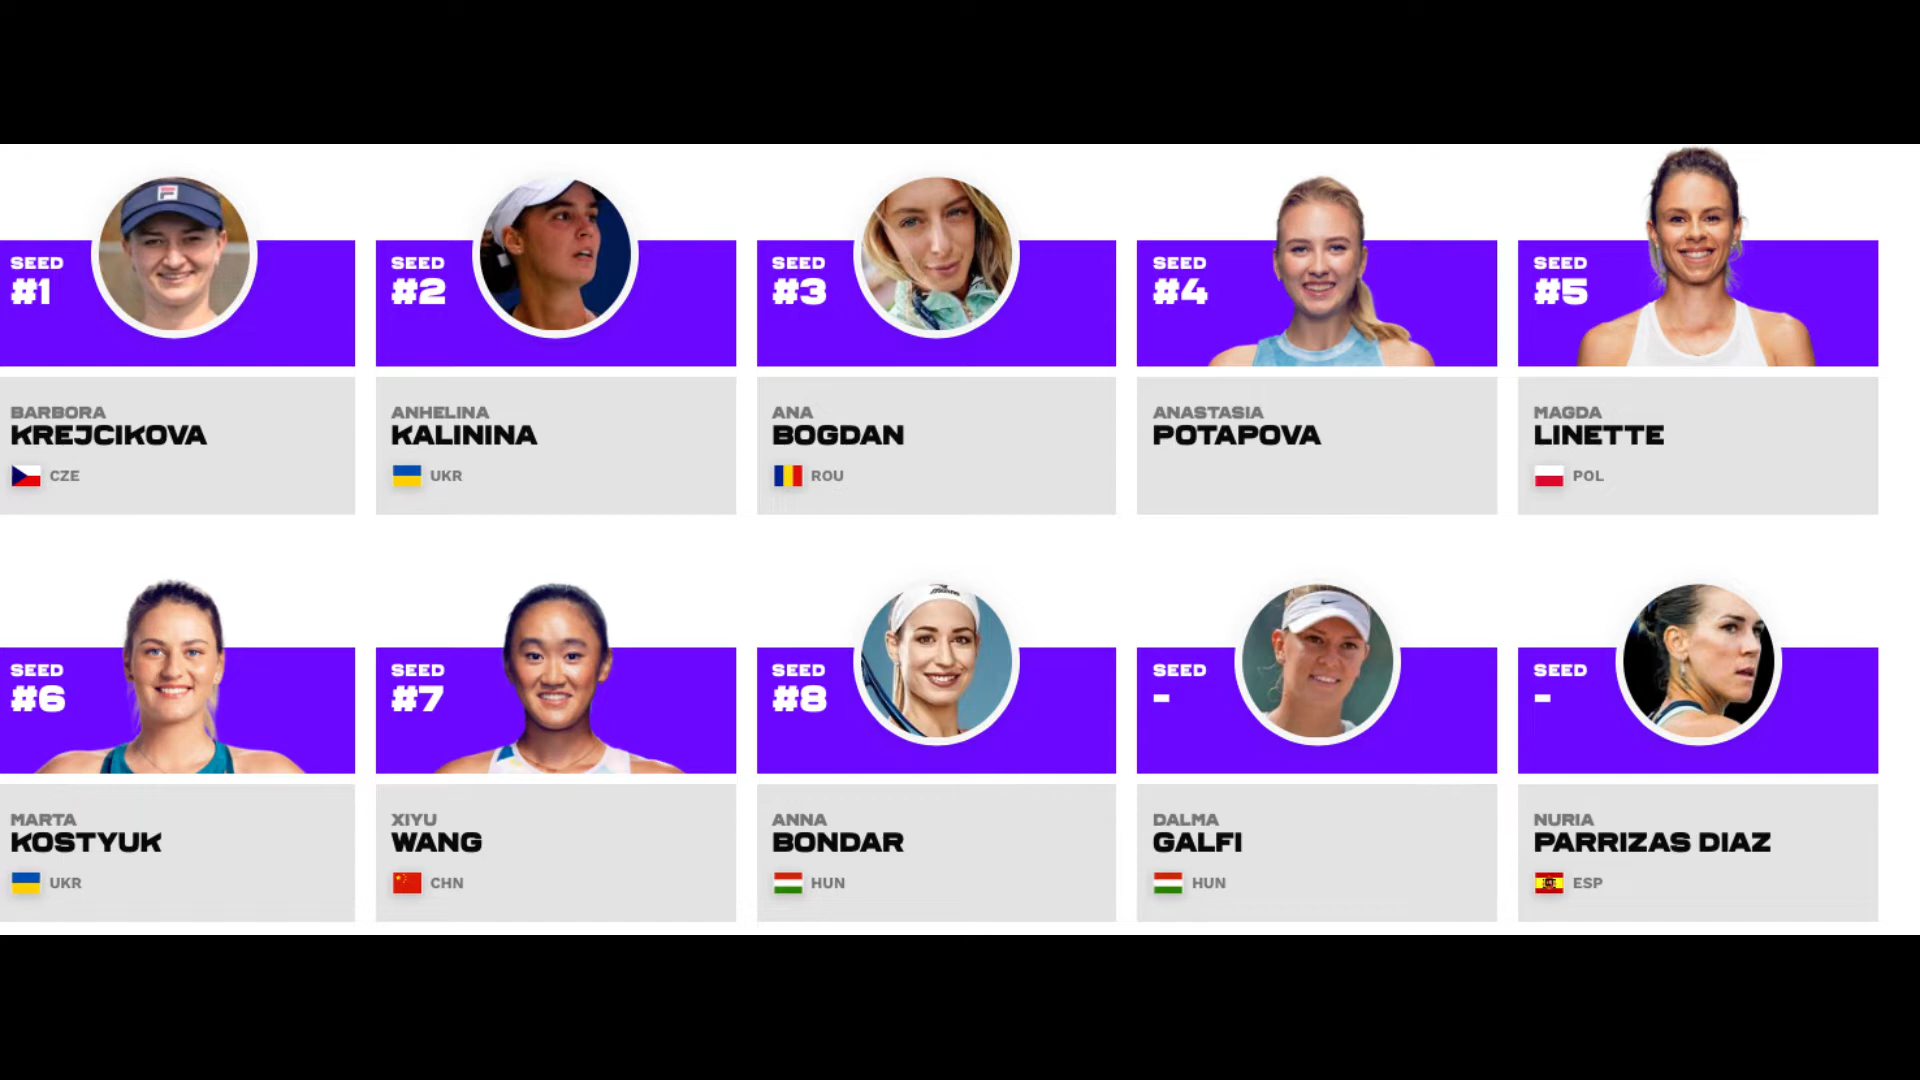 SEED
#1
BARBORA
KREJCIKOVA
CZE
SEED
#2
ANHELINA
KALININA
UKR
SEED
#3
ANA
BOGDAN
ROU
SEED
#4
ANASTASIA
POTAPOVA
SEED
#5
MAGDA
LINETTE
POL
SEED
#6
MARTA
KOSTYUK
UKR
SEED
#7
XIYU
WANG
CHN
SEED
#8
ANNA
BONDAR
HUN
SEED
-
DALMA
GALFI
HUN
SEED
-
NURIA
PARRIZAS DIAZ
ESP